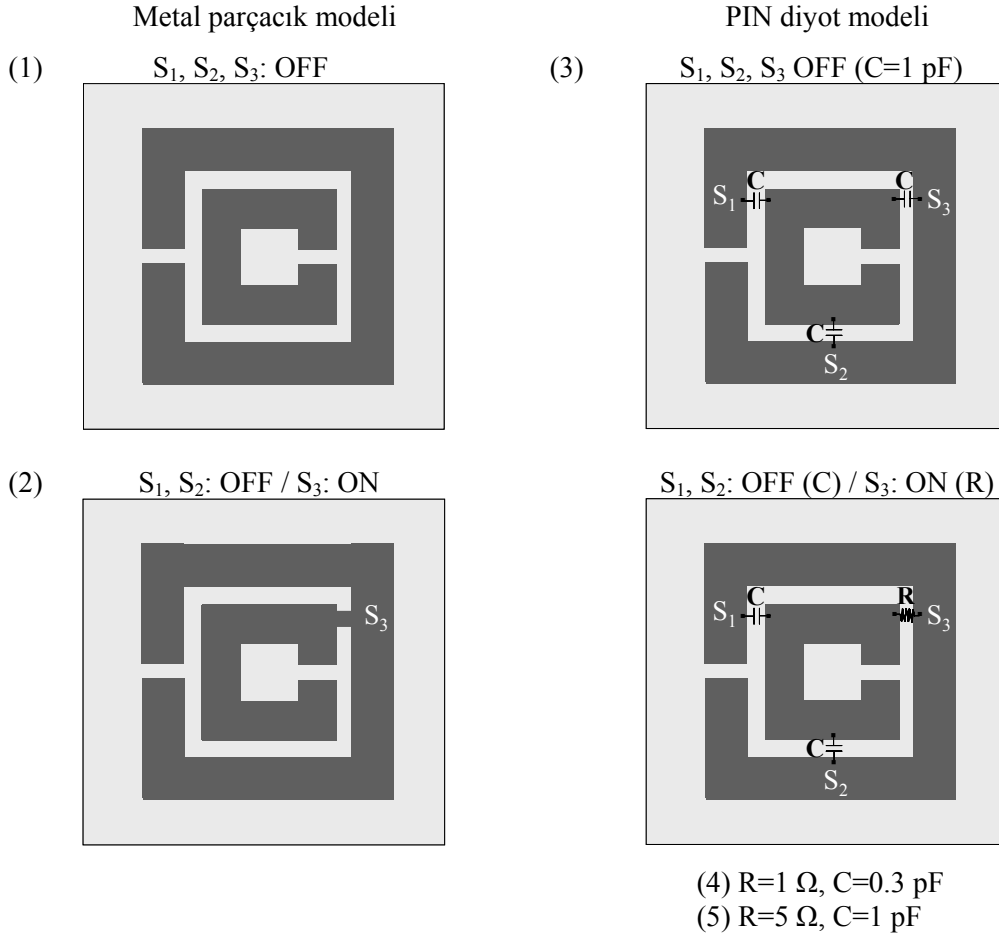 Metal parçacık modeli
PIN diyot modeli
(1)
S₁, S₂, S₃: OFF
(3)
S₁, S₂, S₃ OFF (C=1 pF)
C
C
S₁
S₃
C
S₂
(2)
S₁, S₂: OFF / S₃: ON
S₃
S₁, S₂: OFF (C) / S₃: ON (R)
C
R
S₁
S₃
C
S₂
(4) R=1 Ω, C=0.3 pF
(5) R=5 Ω, C=1 pF